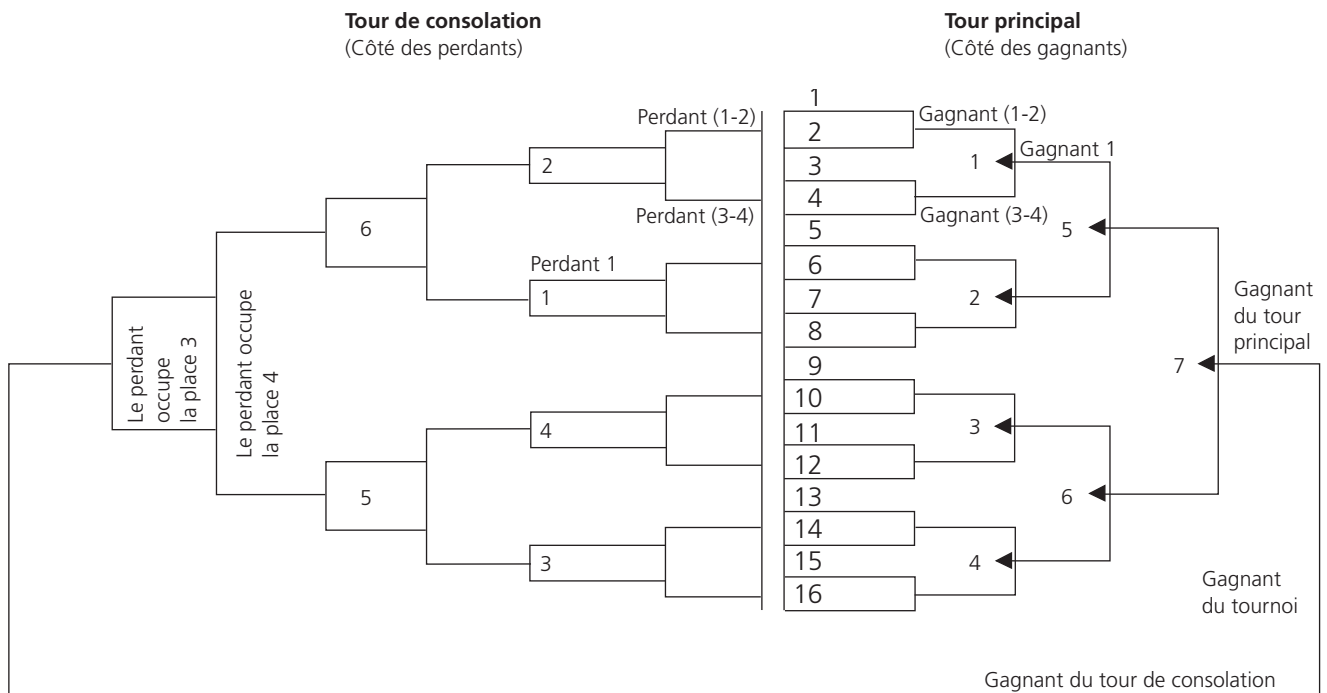 Tour de consolation
(Côté des perdants)
Tour principal
(Côté des gagnants)
Perdant (1-2)
Perdant (3-4)
2
Perdant 1
1
6
4
3
5
Le perdant
occupe
la place 3
Le perdant occupe
la place 4
1
2
3
4
5
6
7
8
9
10
11
12
13
14
15
16
Gagnant (1-2)
1
Gagnant 1
Gagnant (3-4)
5
2
3
6
4
7
Gagnant
du tour
principal
Gagnant
du tournoi
Gagnant du tour de consolation